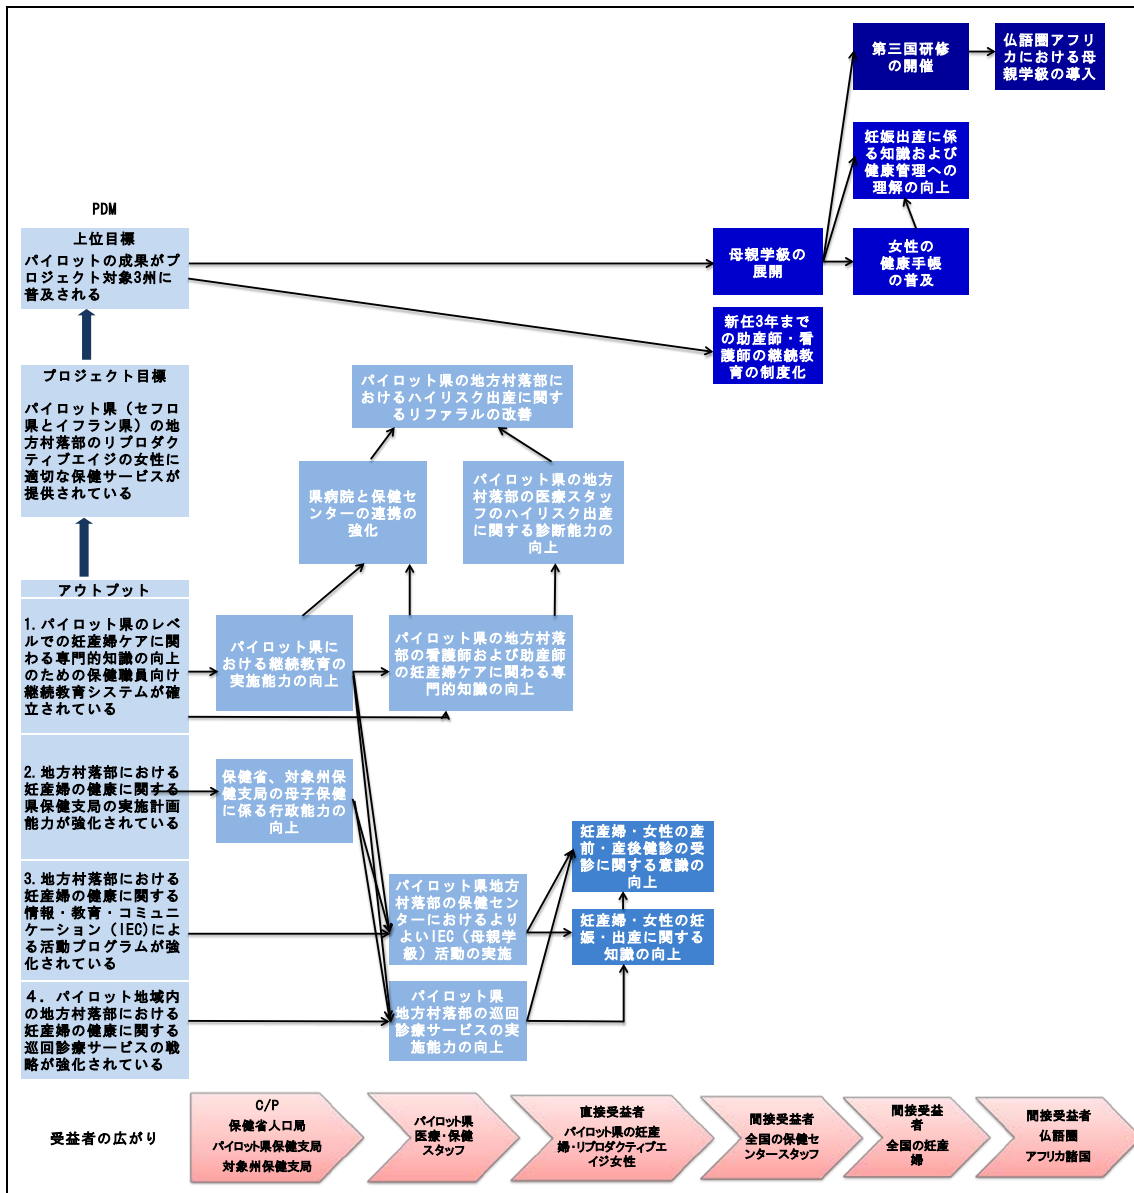 第三国研修
の開催
仏語圏アフリ
カにおける母
親学級の導入
妊娠出産に係
る知識および
健康管理への
理解の向上
PDM
上位目標
パイロットの成果がプ
ロジェクト対象3州に
普及される
母親学級の
展開
女性の
健康手帳
の普及
新任3年まで
の助産師・看
護師の継続教
育の制度化
プロジェクト目標
パイロット県（セフロ
県とイフラン県）の地
方村落部のリプロダク
ティブエイジの女性に
適切な保健サービスが
提供されている
パイロット県の地方村落部に
おけるハイリスク出産に関す
るリファラルの改善
県病院と保健セ
ンターの連携の
強化
パイロット県の地方
村落部の医療スタッ
フのハイリスク出産
に関する診断能力の
向上
アウトプット
1.パイロット県のレベ
ルでの妊産婦ケアに関
わる専門的知識の向上
のための保健職員向け
継続教育システムが確
立されている
パイロット県に
おける継続教育の
実施能力の向上
パイロット県の地方村落
部の看護師および助産師
の妊産婦ケアに関わる専
門的知識の向上
2.地方村落部における
妊産婦の健康に関する
県保健支局の実施計画
能力が強化されている
保健省、対象州保
健支局の母子保健
に係る行政能力の
向上
3.地方村落部における
妊産婦の健康に関する
情報・教育・コミュニ
ケーション（IEC)によ
る活動プログラムが強
化されている
パイロット県地方
村落部の保健セン
ターにおけるより
よいIEC（母親学
級）活動の実施
妊産婦・女性の産
前・産後健診の受
診に関する意識の
向上
妊産婦・女性の妊
娠・出産に関する
知識の向上
４．パイロット地域内
の地方村落部における
妊産婦の健康に関する
巡回診療サービスの戦
略が強化されている
パイロット県
地方村落部の巡回
診療サービスの実
施能力の向上
受益者の広がり
C/P
保健省人口局
パイロット県保健支局
対象州保健支局
パイロット県
医療・保健
スタッフ
直接受益者
パイロット県の妊産
婦・リプロダクティブエ
イジ女性
間接受益者
全国の保健セ
ンタースタッフ
間接受益
者
全国の妊産
婦
間接受益者
仏語圏
アフリカ諸国